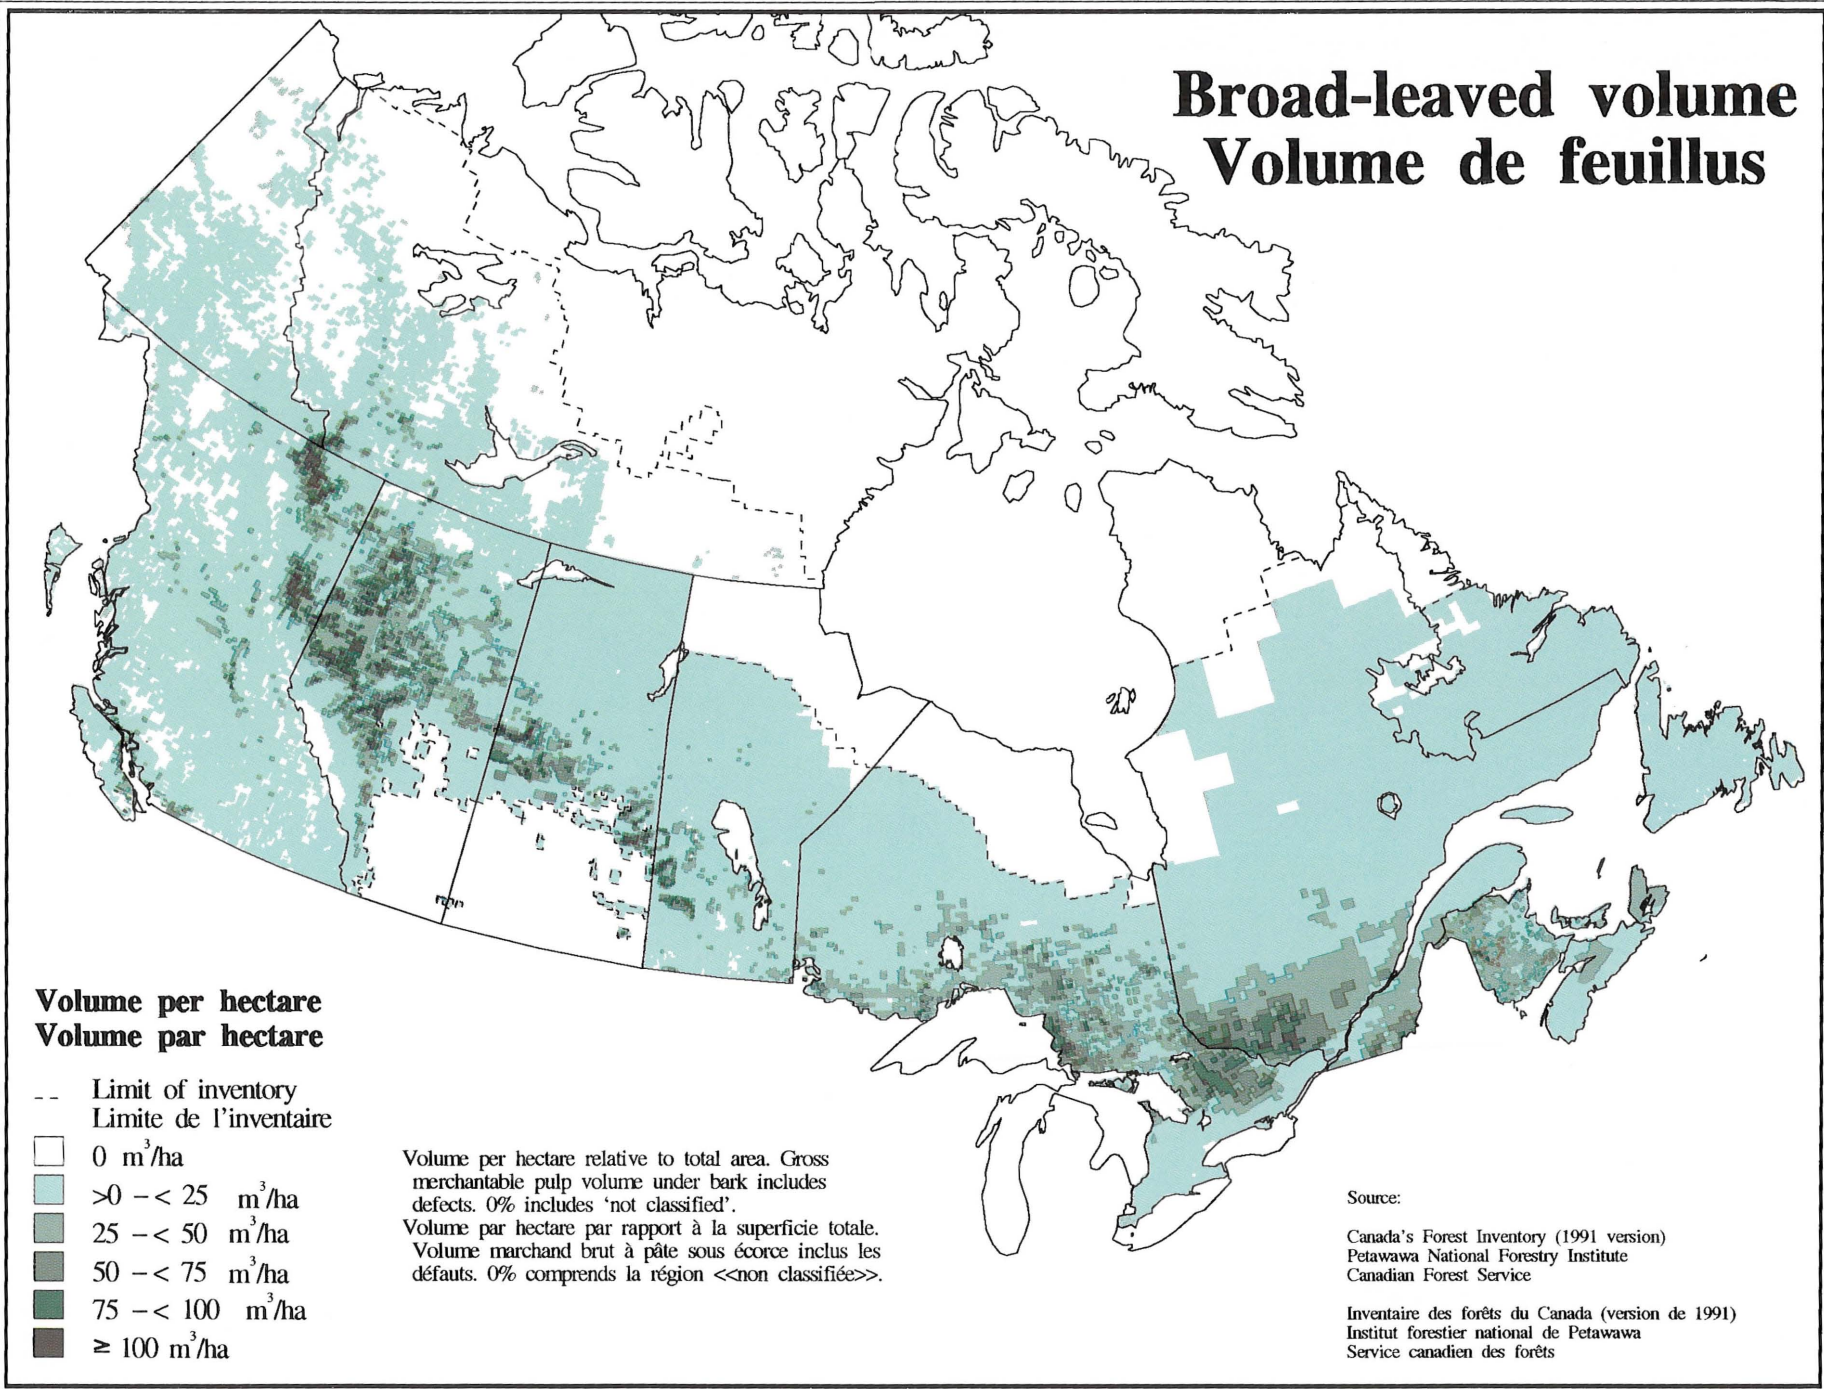 Broad-leaved volume
Volume de feuillus
Volume per hectare
Volume par hectare
-- Limit of inventory
Limite de l'inventaire
0 m³/ha
>0 –< 25 m³/ha
25 –< 50 m³/ha
50 –< 75 m³/ha
75 –< 100 m³/ha
≥ 100 m³/ha
Volume per hectare relative to total area. Gross
merchantable pulp volume under bark includes
defects. 0% includes 'not classified'.
Volume par hectare par rapport à la superficie totale.
Volume marchand brut à pâte sous écorce inclus les
défauts. 0% comprends la région <<non classifiée>>.
Source:
Canada's Forest Inventory (1991 version)
Petawawa National Forestry Institute
Canadian Forest Service
Inventaire des forêts du Canada (version de 1991)
Institut forestier national de Petawawa
Service canadien des forêts